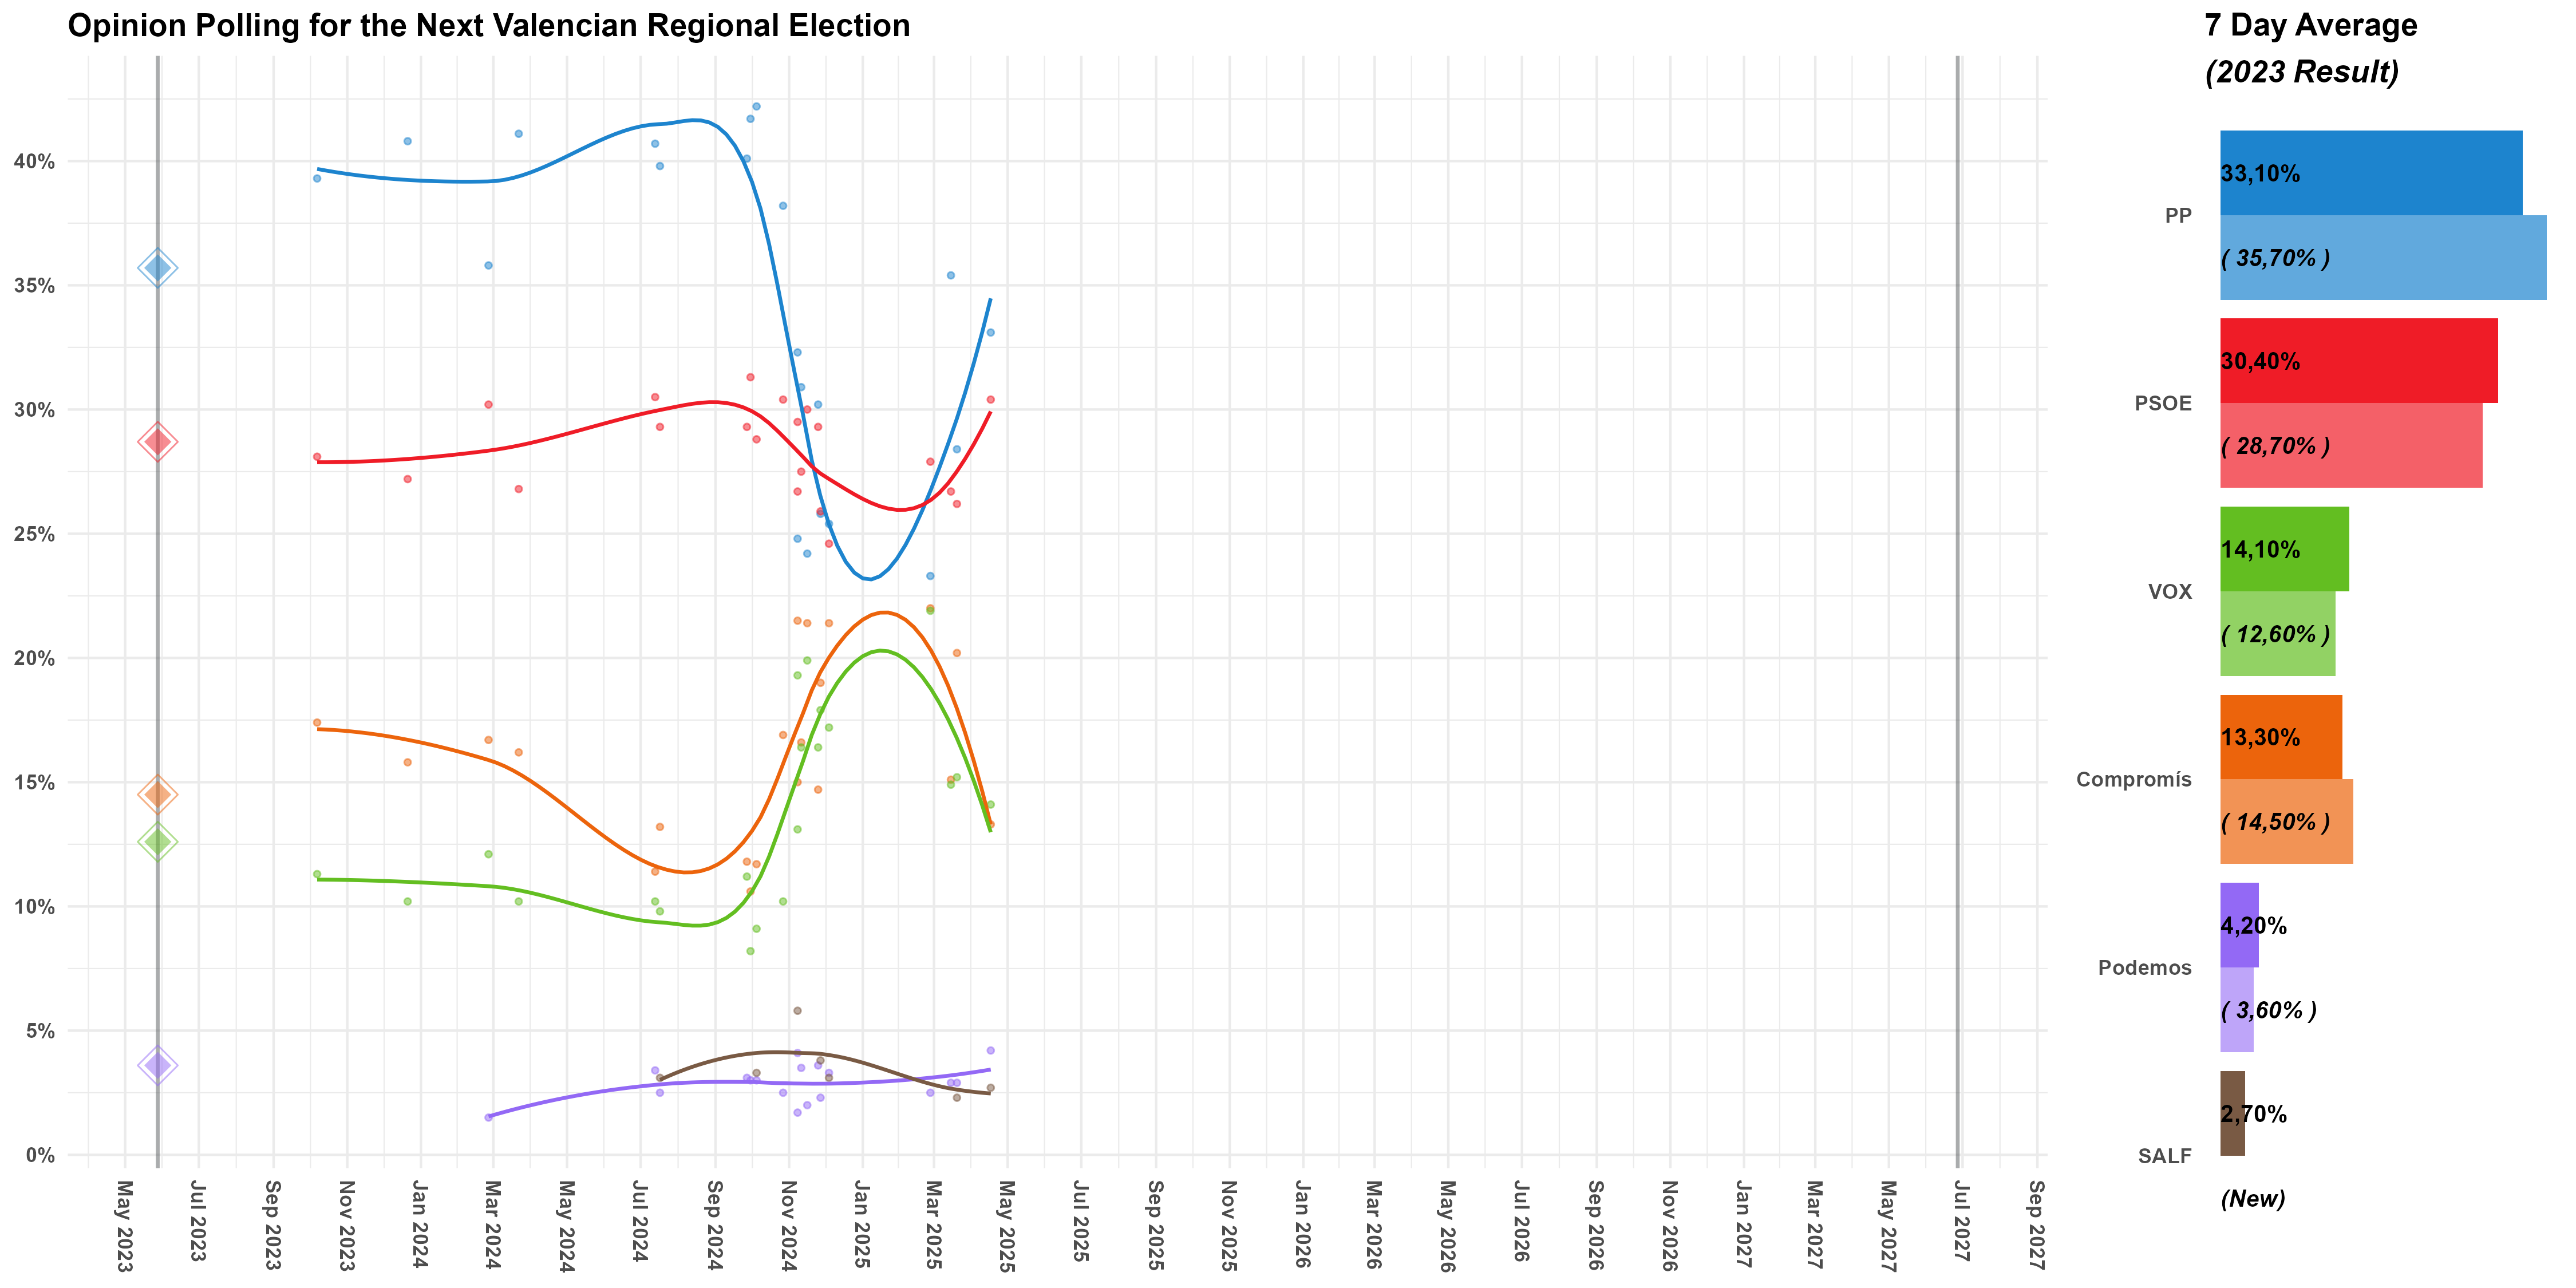 Opinion Polling for the Next Valencian Regional Election
40%
35%
30%
25%
20%
15%
10%
5%
0%
May 2023
Jul 2023
Sep 2023
Nov 2023
Jan 2024
Mar 2024
May 2024
Jul 2024
Sep 2024
Nov 2024
Jan 2025
Mar 2025
May 2025
Jul 2025
Sep 2025
Nov 2025
Jan 2026
Mar 2026
May 2026
Jul 2026
Sep 2026
Nov 2026
Jan 2027
Mar 2027
May 2027
Jul 2027
Sep 2027
7 Day Average
(2023 Result)
PP
33,10%
( 35,70% )
PSOE
30,40%
( 28,70% )
VOX
14,10%
( 12,60% )
Compromís
13,30%
( 14,50% )
Podemos
4,20%
( 3,60% )
SALF
2,70%
(New)